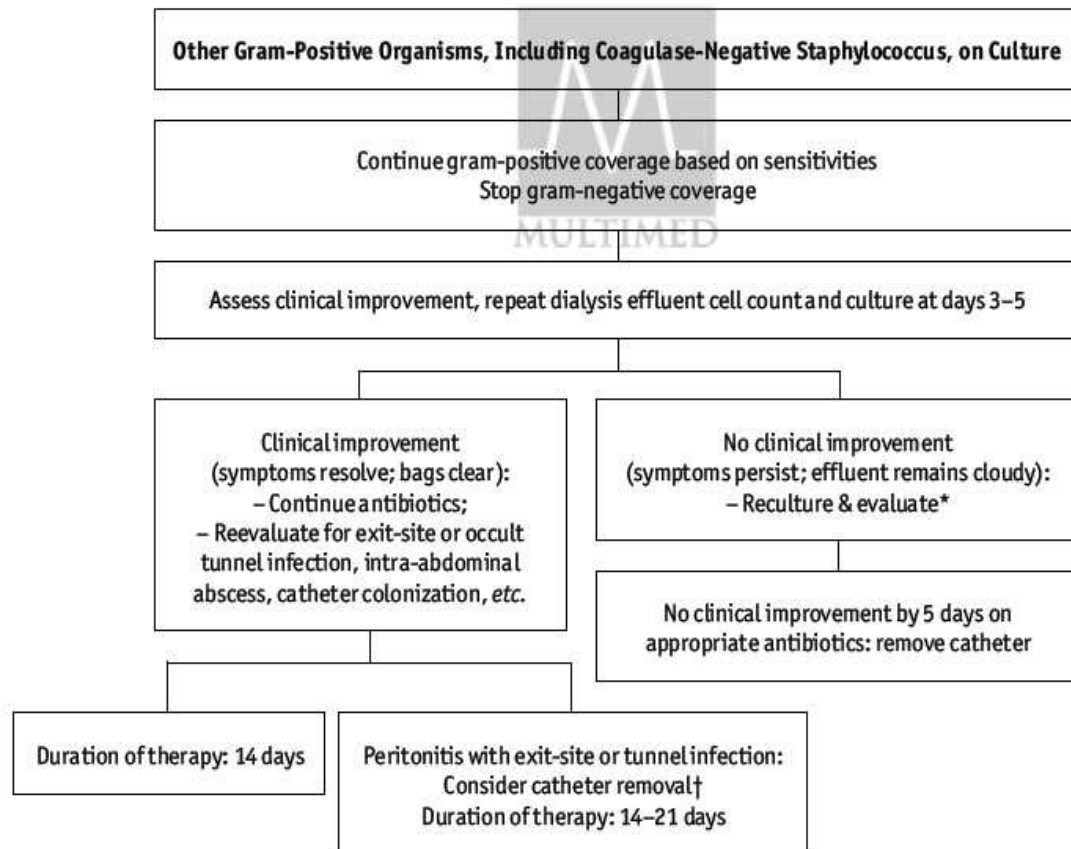 Other Gram-Positive Organisms, Including Coagulase-Negative Staphylococcus, on Culture
Continue gram-positive coverage based on sensitivities
Stop gram-negative coverage
MULTIMED
Assess clinical improvement, repeat dialysis effluent cell count and culture at days 3–5
Clinical improvement
(symptoms resolve; bags clear):
– Continue antibiotics;
– Reevaluate for exit-site or occult
tunnel infection, intra-abdominal
abscess, catheter colonization, etc.
No clinical improvement
(symptoms persist; effluent remains cloudy):
– Reculture & evaluate*
No clinical improvement by 5 days on
appropriate antibiotics: remove catheter
Duration of therapy: 14 days
Peritonitis with exit-site or tunnel infection:
Consider catheter removal†
Duration of therapy: 14–21 days